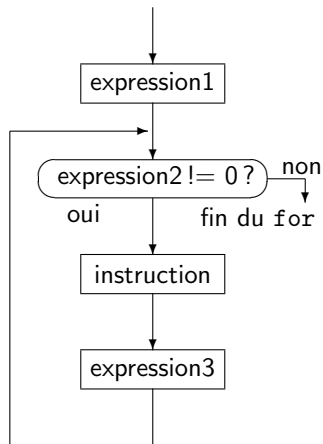 expression1
expression2 != 0 ?
non
oui
fin du for
instruction
expression3